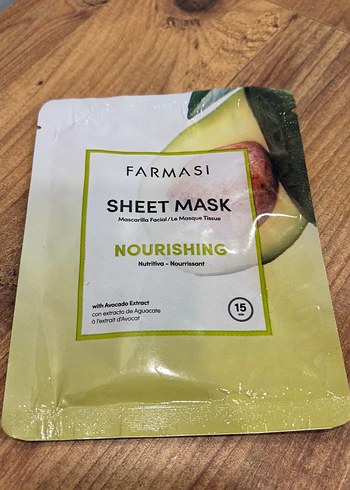 FARMASI
SHEET MASK
Mascarilla Facial / Le Masque Tissue
NOURISHING
Nutritiva - Nourrissant
with Avocado Extract
con extracto de Aguacate
à l'extrait d'Avocat
15